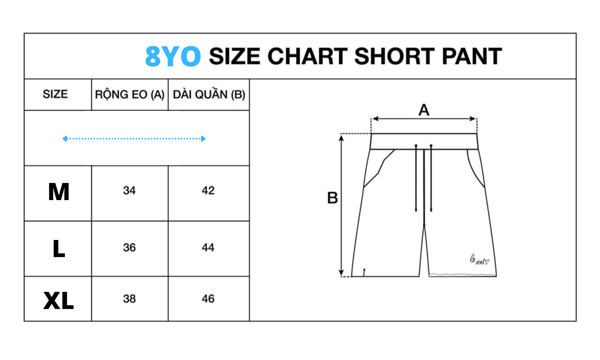 8YO SIZE CHART SHORT PANT
SIZE RỘNG EO (A) DÀI QUẦN (B)
M 34 42
L 36 44
XL 38 46
A
B